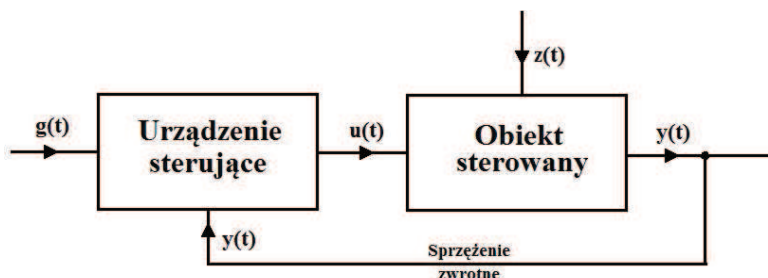 z(t)
g(t)
Urządzenie
sterujące
u(t)
Obiekt
sterowany
y(t)
y(t)
Sprzężenie
zwrotne